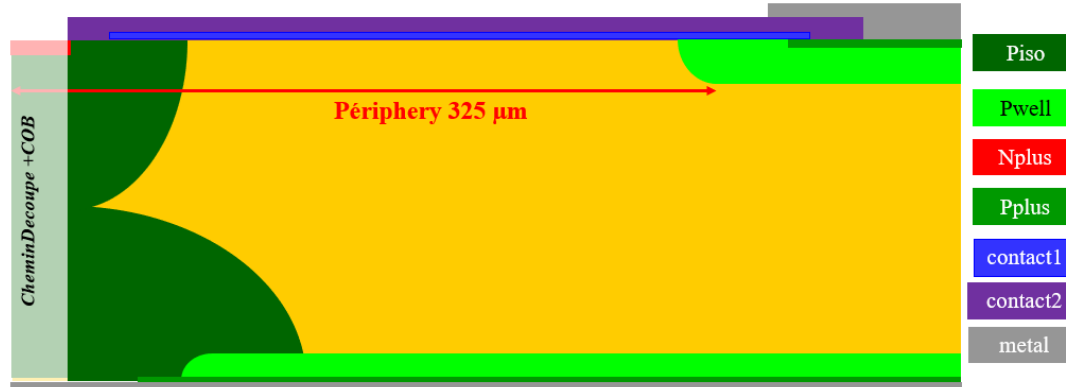 CheminDecoupe +COB
Périphery 325 µm
Piso
Pwell
Nplus
Pplus
contact1
contact2
metal